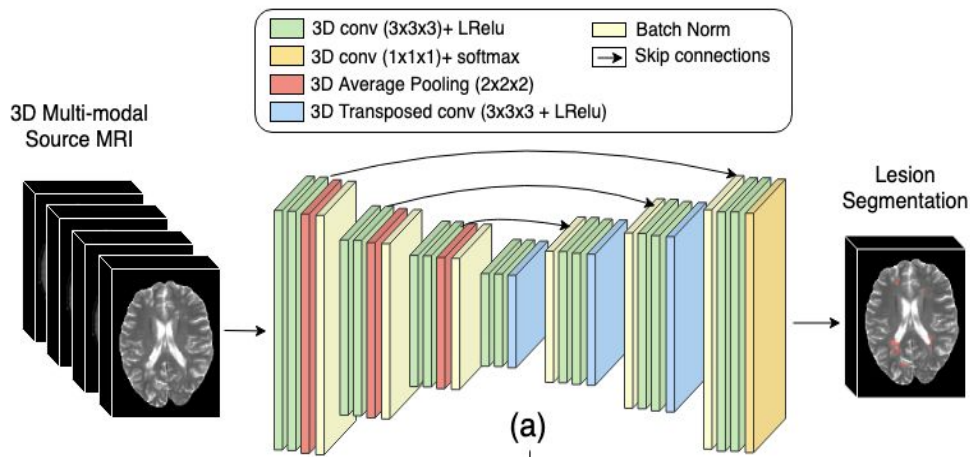 3D conv (3x3x3)+ LRelu
3D conv (1x1x1)+ softmax
3D Average Pooling (2x2x2)
3D Transposed conv (3x3x3 + LRelu)
Batch Norm
Skip connections
3D Multi-modal
Source MRI
Lesion
Segmentation
(a)